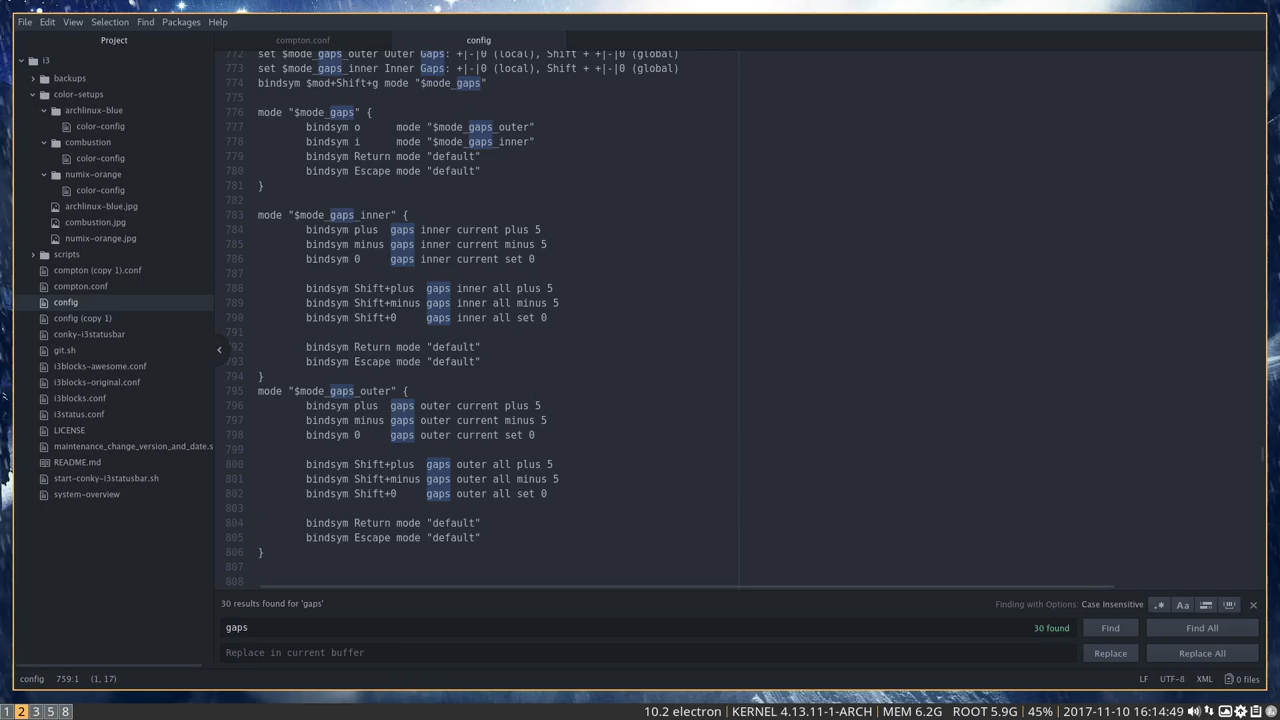 File Edit View Selection Find Packages Help
Project
compton.conf
config
i3
backups
color-setups
archlinux-blue
color-config
combustion
color-config
numix-orange
color-config
archlinux-blue.jpg
combustion.jpg
numix-orange.jpg
scripts
compton (copy 1).conf
compton.conf
config
config (copy 1)
conky-i3statusbar
git.sh
i3blocks-awesome.conf
i3blocks-original.conf
i3blocks.conf
i3status.conf
LICENSE
maintenance_change_version_and_date.s
README.md
start-conky-i3statusbar.sh
system-overview
772 set $mode_gaps_outer Outer Gaps: +|-|0 (local), Shift + +|-|0 (global)
773 set $mode_gaps_inner Inner Gaps: +|-|0 (local), Shift + +|-|0 (global)
774 bindsym $mod+Shift+g mode "$mode_gaps"
775
776 mode "$mode_gaps" {
777 bindsym o mode "$mode_gaps_outer"
778 bindsym i mode "$mode_gaps_inner"
779 bindsym Return mode "default"
780 bindsym Escape mode "default"
781 }
782
783 mode "$mode_gaps_inner" {
784 bindsym plus gaps inner current plus 5
785 bindsym minus gaps inner current minus 5
786 bindsym 0 gaps inner current set 0
787
788 bindsym Shift+plus gaps inner all plus 5
789 bindsym Shift+minus gaps inner all minus 5
790 bindsym Shift+0 gaps inner all set 0
791
792 bindsym Return mode "default"
793 bindsym Escape mode "default"
794 }
795 mode "$mode_gaps_outer" {
796 bindsym plus gaps outer current plus 5
797 bindsym minus gaps outer current minus 5
798 bindsym 0 gaps outer current set 0
799
800 bindsym Shift+plus gaps outer all plus 5
801 bindsym Shift+minus gaps outer all minus 5
802 bindsym Shift+0 gaps outer all set 0
803
804 bindsym Return mode "default"
805 bindsym Escape mode "default"
806 }
807
808
30 results found for 'gaps'
Finding with Options: Case Insensitive .* Aa
gaps 30 found Find Find All
Replace in current buffer Replace Replace All
config 759:1 (1, 17) LF UTF-8 XML 0 files
1 2 3 5 8 10.2 electron | KERNEL 4.13.11-1-ARCH | MEM 6.2G | ROOT 5.9G | 45% | 2017-11-10 16:14:49